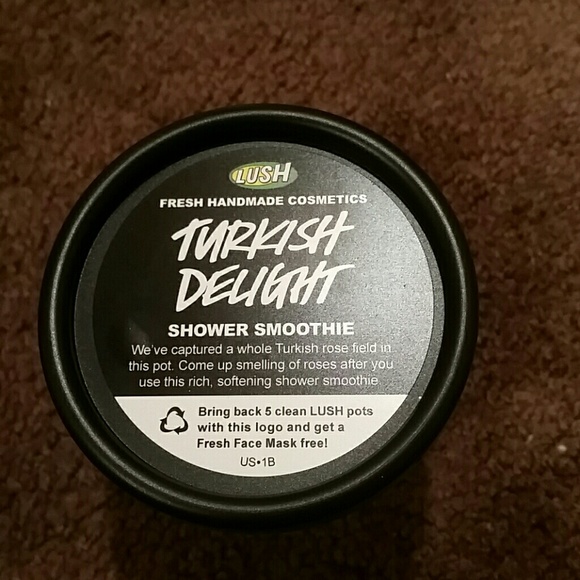 LUSH
FRESH HANDMADE COSMETICS
TURKISH
DELIGHT
SHOWER SMOOTHIE
We've captured a whole Turkish rose field in
this pot. Come up smelling of roses after you
use this rich, softening shower smoothie
Bring back 5 clean LUSH pots
with this logo and get a
Fresh Face Mask free!
US•1B